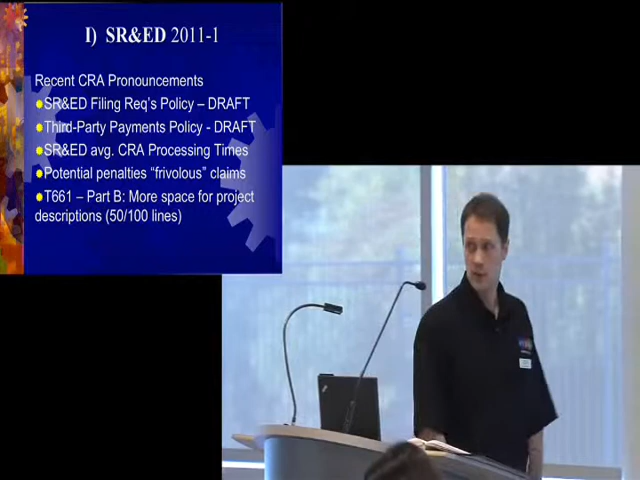 I) SR&ED 2011-1
Recent CRA Pronouncements
SR&ED Filing Req's Policy – DRAFT
Third-Party Payments Policy - DRAFT
SR&ED avg. CRA Processing Times
Potential penalties “frivolous” claims
T661 – Part B: More space for project
descriptions (50/100 lines)